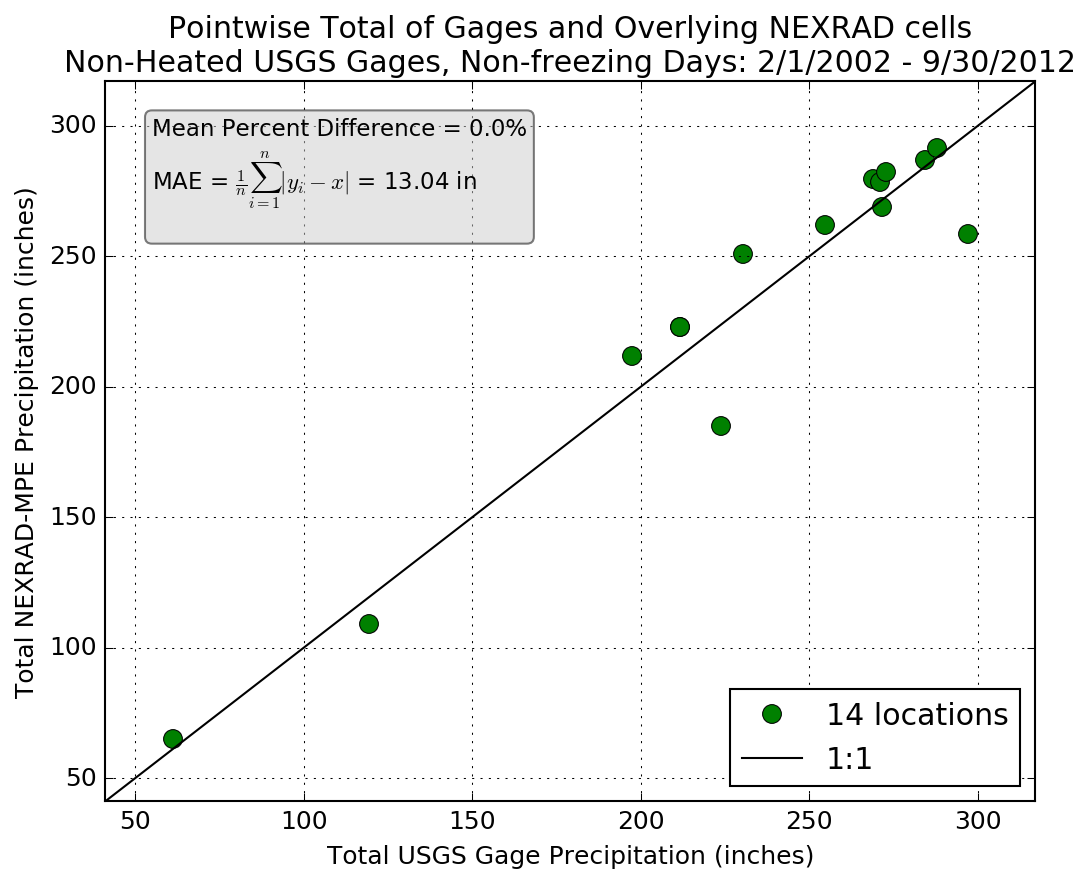 Pointwise Total of Gages and Overlying NEXRAD cells
Non-Heated USGS Gages, Non-freezing Days: 2/1/2002 - 9/30/2012
Mean Percent Difference = 0.0%
MAE = \frac{1}{n}\sum_{i=1}^{n}|y_i - x| = 13.04 in
Total NEXRAD-MPE Precipitation (inches)
300
250
200
150
100
50
14 locations
1:1
50 100 150 200 250 300
Total USGS Gage Precipitation (inches)